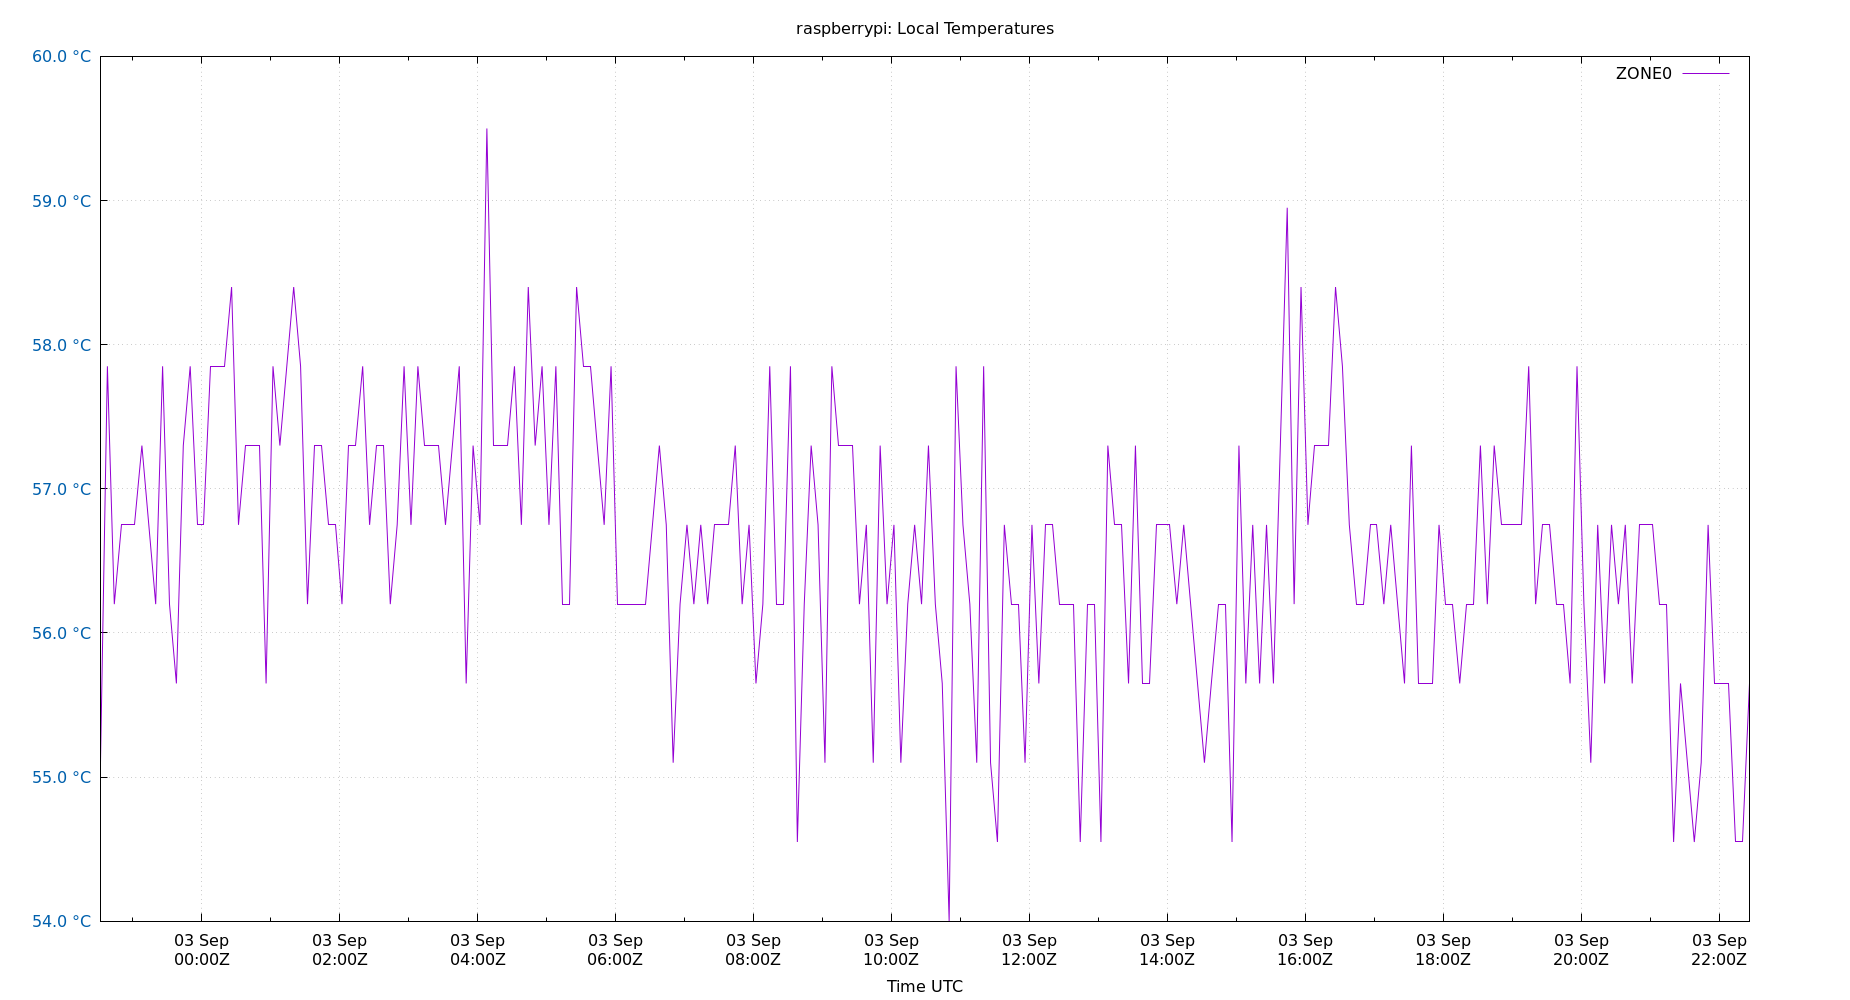 raspberrypi: Local Temperatures
60.0 °C
ZONE0
59.0 °C
58.0 °C
57.0 °C
56.0 °C
55.0 °C
54.0 °C
03 Sep 03 Sep 03 Sep 03 Sep 03 Sep 03 Sep 03 Sep 03 Sep 03 Sep 03 Sep 03 Sep 03 Sep
00:00Z 02:00Z 04:00Z 06:00Z 08:00Z 10:00Z 12:00Z 14:00Z 16:00Z 18:00Z 20:00Z 22:00Z
Time UTC